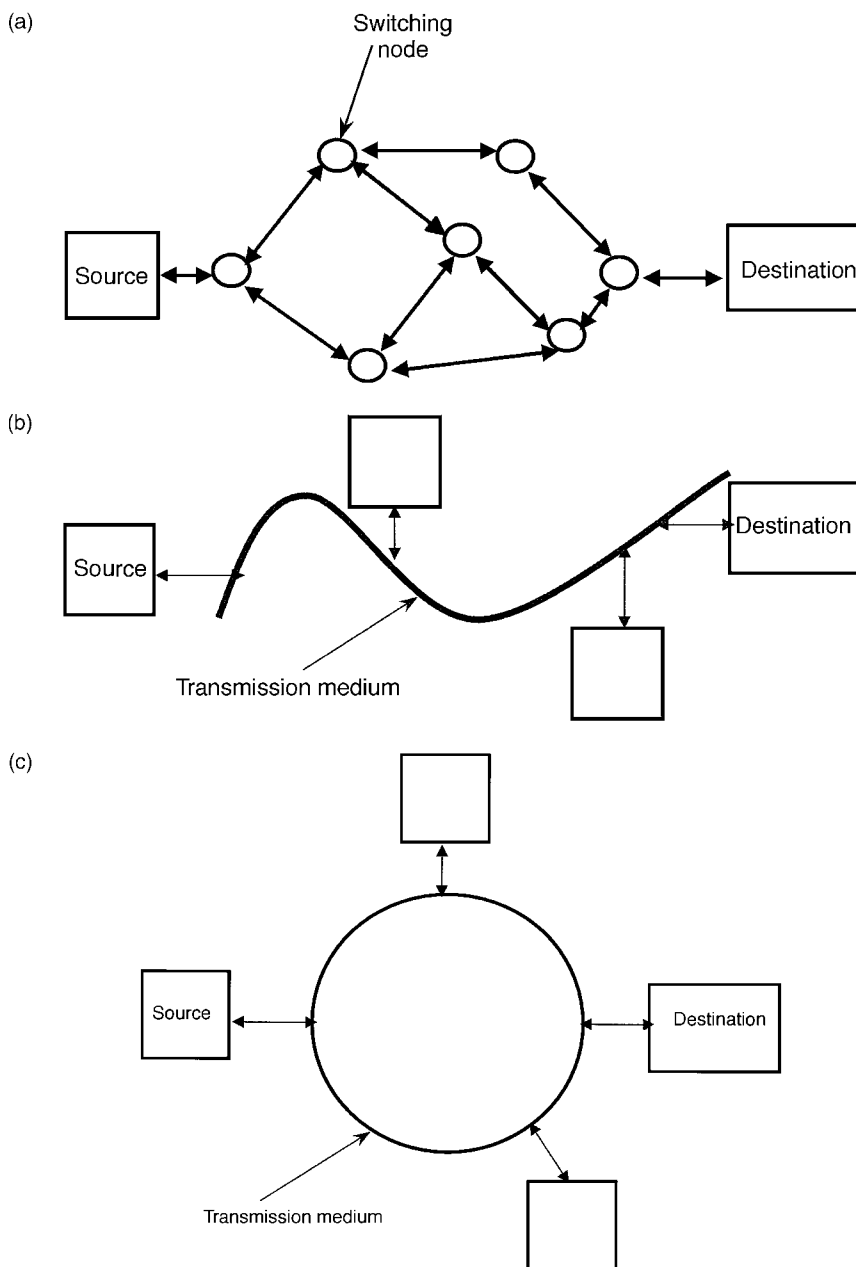 (a)
Switching
node
Source
Destination
(b)
Source
Destination
Transmission medium
(c)
Source
Destination
Transmission medium